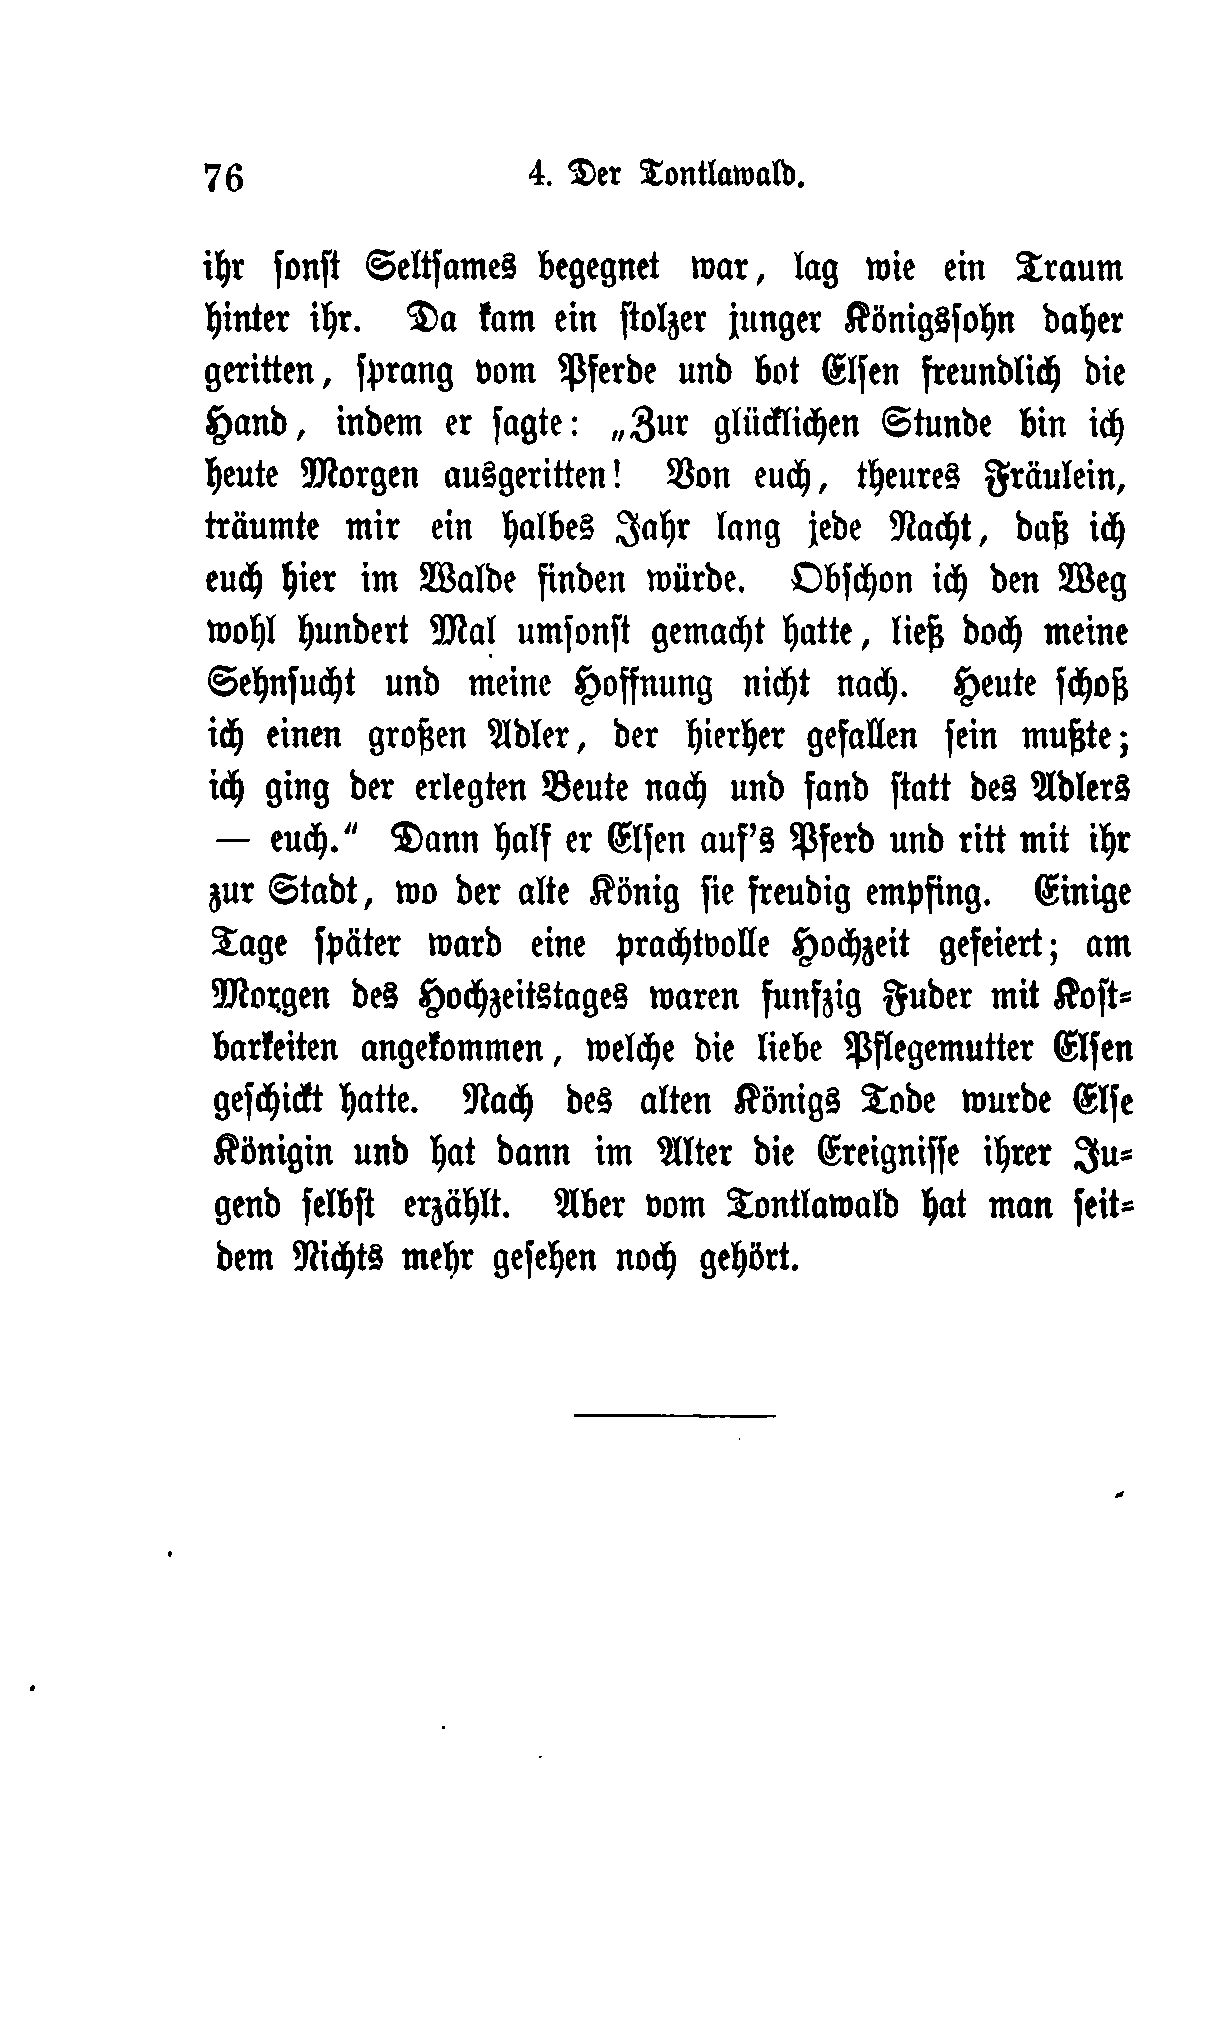 76 4. Der Tontlawald.
ihr ſonſt Seltſames begegnet war, lag wie ein Traum
hinter ihr. Da kam ein ſtolzer junger Königsſohn daher
geritten, ſprang vom Pferde und bot Elſen freundlich die
Hand, indem er ſagte: „Zur glücklichen Stunde bin ich
heute Morgen ausgeritten! Von euch, theures Fräulein,
träumte mir ein halbes Jahr lang jede Nacht, daß ich
euch hier im Walde finden würde. Obſchon ich den Weg
wohl hundert Mal umſonſt gemacht hatte, ließ doch meine
Sehnſucht und meine Hoffnung nicht nach. Heute ſchoß
ich einen großen Adler, der hierher gefallen ſein mußte;
ich ging der erlegten Beute nach und fand ſtatt des Adlers
— euch." Dann half er Elſen auf's Pferd und ritt mit ihr
zur Stadt, wo der alte König ſie freudig empfing. Einige
Tage ſpäter ward eine prachtvolle Hochzeit gefeiert; am
Morgen des Hochzeitstages waren funfzig Fuder mit Koſt-
barkeiten angekommen, welche die liebe Pflegemutter Elſen
geſchickt hatte. Nach des alten Königs Tode wurde Elſe
Königin und hat dann im Alter die Ereigniſſe ihrer Ju-
gend ſelbſt erzählt. Aber vom Tontlawald hat man ſeit-
dem Nichts mehr geſehen noch gehört.